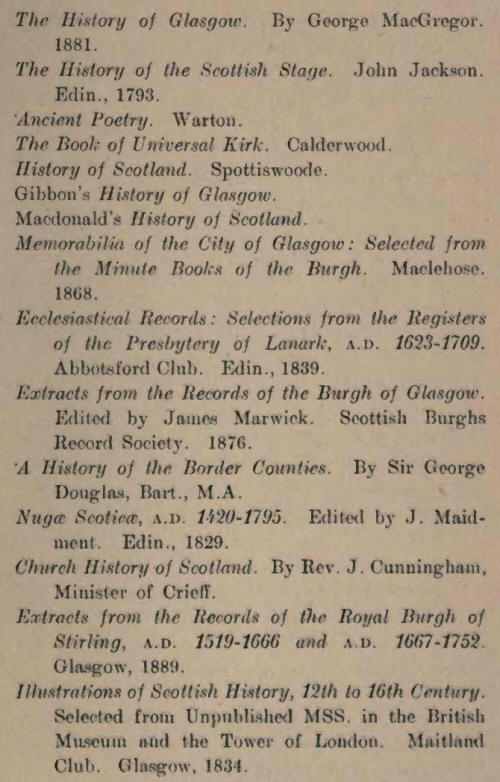 The History of Glasgow. By George MacGregor.
1881.
The History of the Scottish Stage. John Jackson.
Edin., 1793.
'Ancient Poetry. Warton.
The Book of Universal Kirk. Calderwood.
History of Scotland. Spottiswoode.
Gibbon's History of Glasgow.
Macdonald's History of Scotland.
Memorabilia of the City of Glasgow: Selected from
the Minute Books of the Burgh. Maclehose.
1868.
Ecclesiastical Records: Selections from the Registers
of the Presbytery of Lanark, A.D. 1623-1709.
Abbotsford Club. Edin., 1839.
Extracts from the Records of the Burgh of Glasgow.
Edited by James Marwick. Scottish Burghs
Record Society. 1876.
'A History of the Border Counties. By Sir George
Douglas, Bart., M.A.
Nugæ Scoticæ, A.D. 1420-1795. Edited by J. Maid-
ment. Edin., 1829.
Church History of Scotland. By Rev. J. Cunningham,
Minister of Crieff.
Extracts from the Records of the Royal Burgh of
Stirling, A.D. 1519-1666 and A.D. 1667-1752.
Glasgow, 1889.
Illustrations of Scottish History, 12th to 16th Century.
Selected from Unpublished MSS. in the British
Museum and the Tower of London. Maitland
Club. Glasgow, 1834.